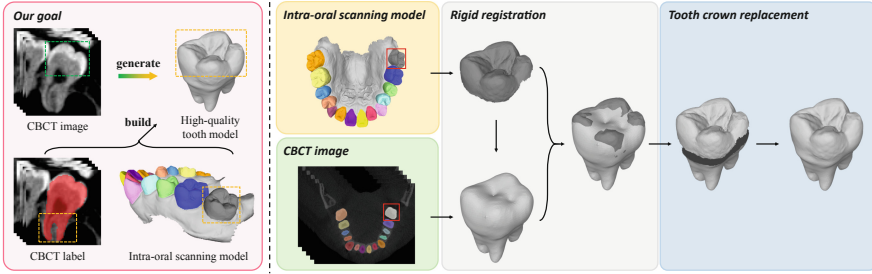 Our goal
generate
CBCT image
High-quality
tooth model
build
CBCT label
Intra-oral scanning model
Intra-oral scanning model
CBCT image
Rigid registration
Tooth crown replacement